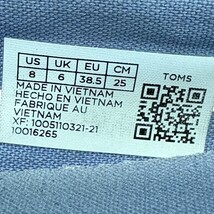 US UK EU CM
8 6 38.5 25
TOMS
MADE IN VIETNAM
HECHO EN VIETNAM
FABRIQUE AU
VIETNAM
XF: 1005110321-21
10016265